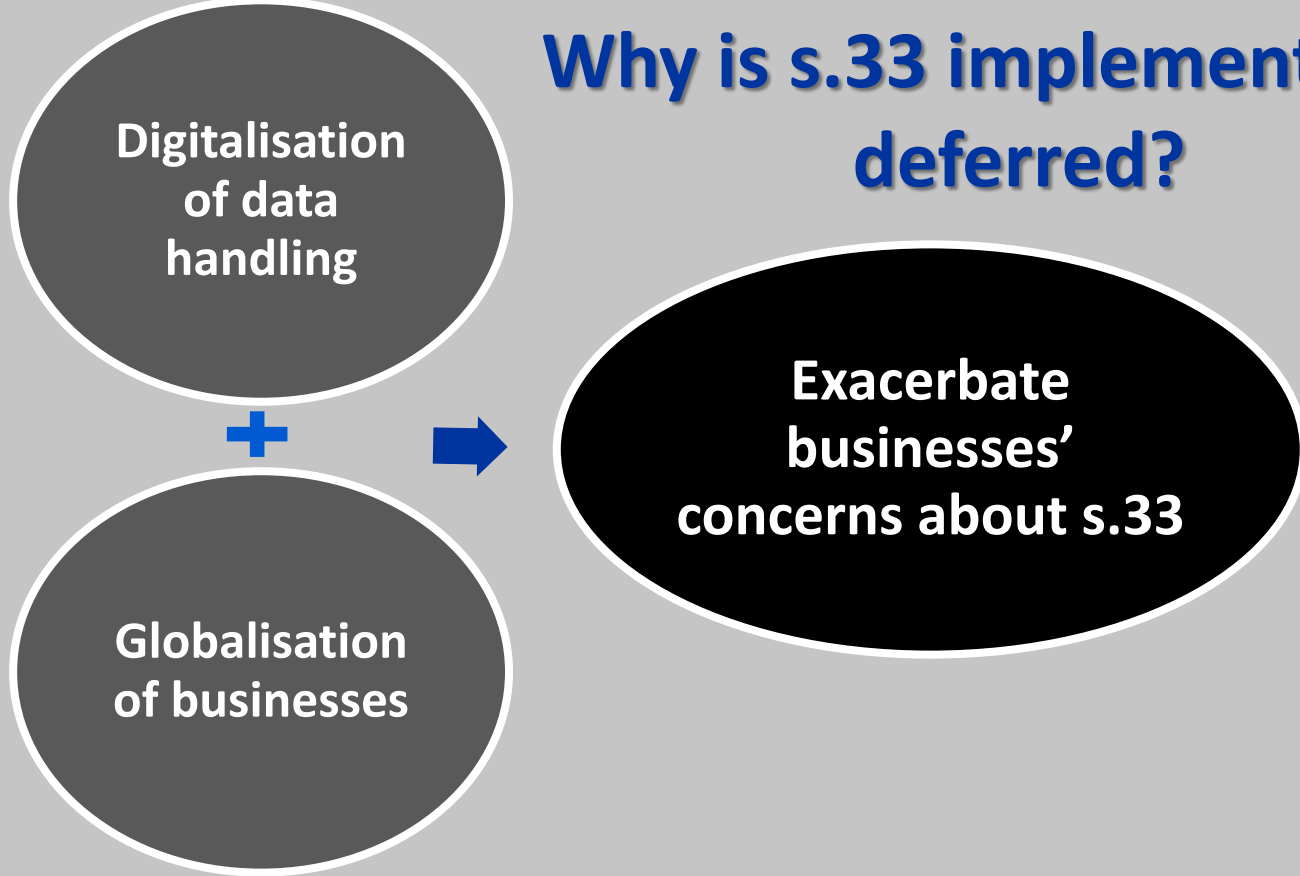 Why is s.33 implement
deferred?
Digitalisation
of data
handling
Globalisation
of businesses
Exacerbate
businesses’
concerns about s.33